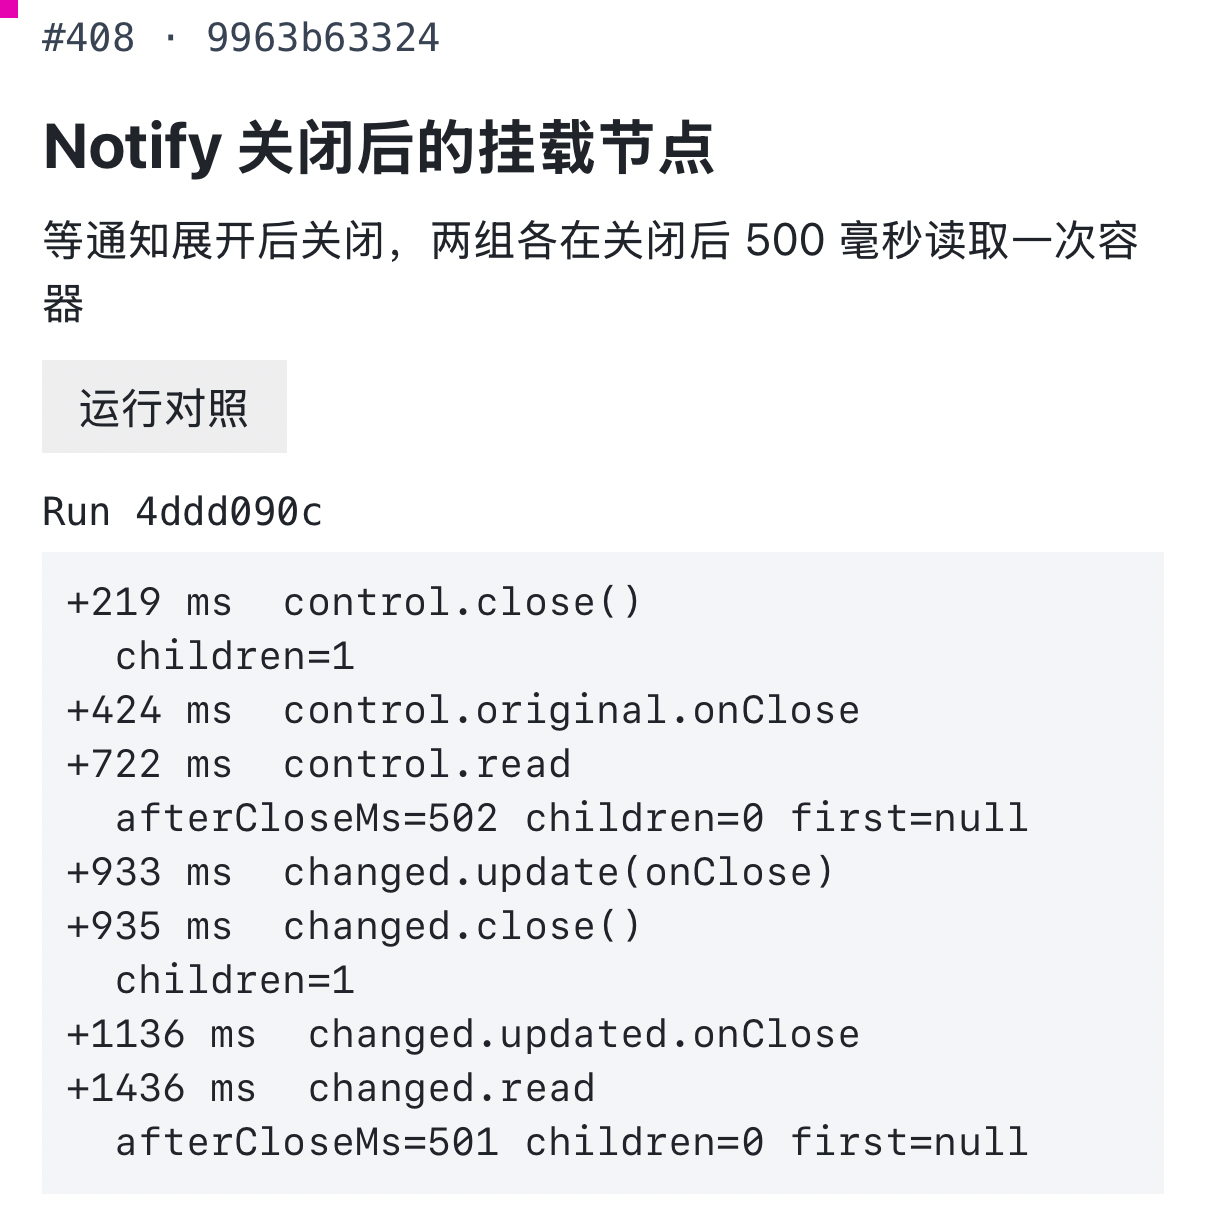 #408 · 9963b63324
Notify 关闭后的挂载节点
等通知展开后关闭，两组各在关闭后 500 毫秒读取一次容
器
运行对照
Run 4ddd090c
+219 ms  control.close()
  children=1
+424 ms  control.original.onClose
+722 ms  control.read
  afterCloseMs=502 children=0 first=null
+933 ms  changed.update(onClose)
+935 ms  changed.close()
  children=1
+1136 ms  changed.updated.onClose
+1436 ms  changed.read
  afterCloseMs=501 children=0 first=null